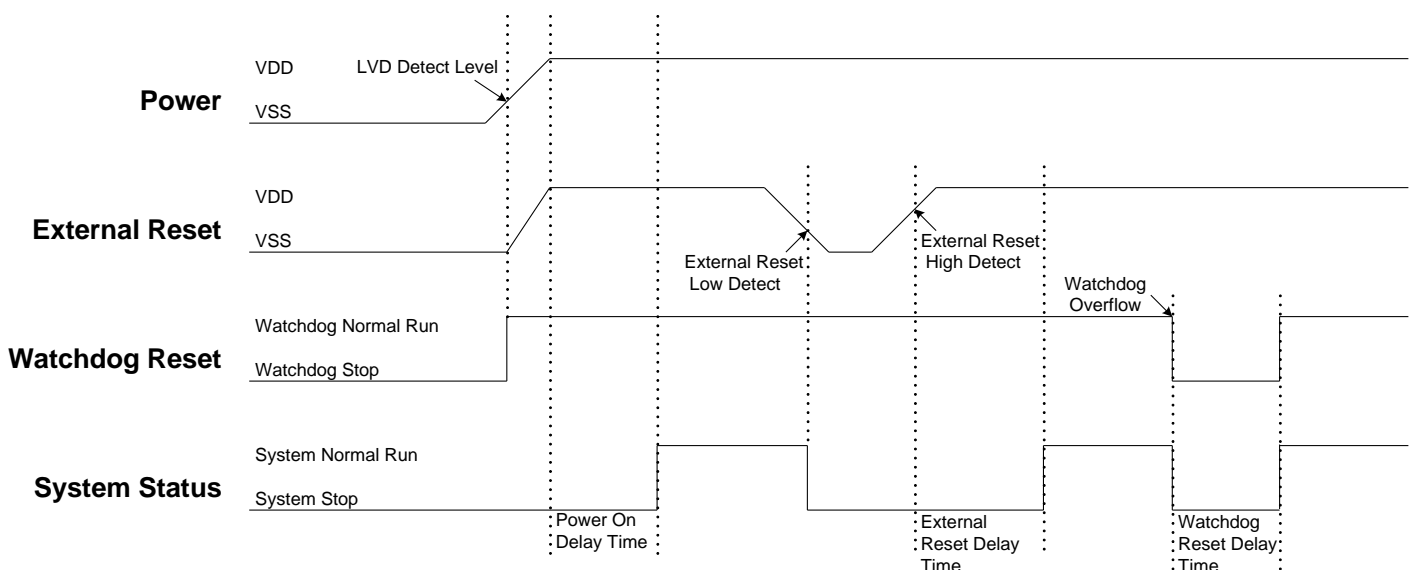 VDD
LVD Detect Level
Power
VSS
VDD
External Reset
VSS
External Reset
Low Detect
External Reset
High Detect
Watchdog
Overflow
Watchdog Normal Run
Watchdog Reset
Watchdog Stop
System Normal Run
System Status
System Stop
Power On
Delay Time
External
Reset Delay
Time
Watchdog
Reset Delay
Time